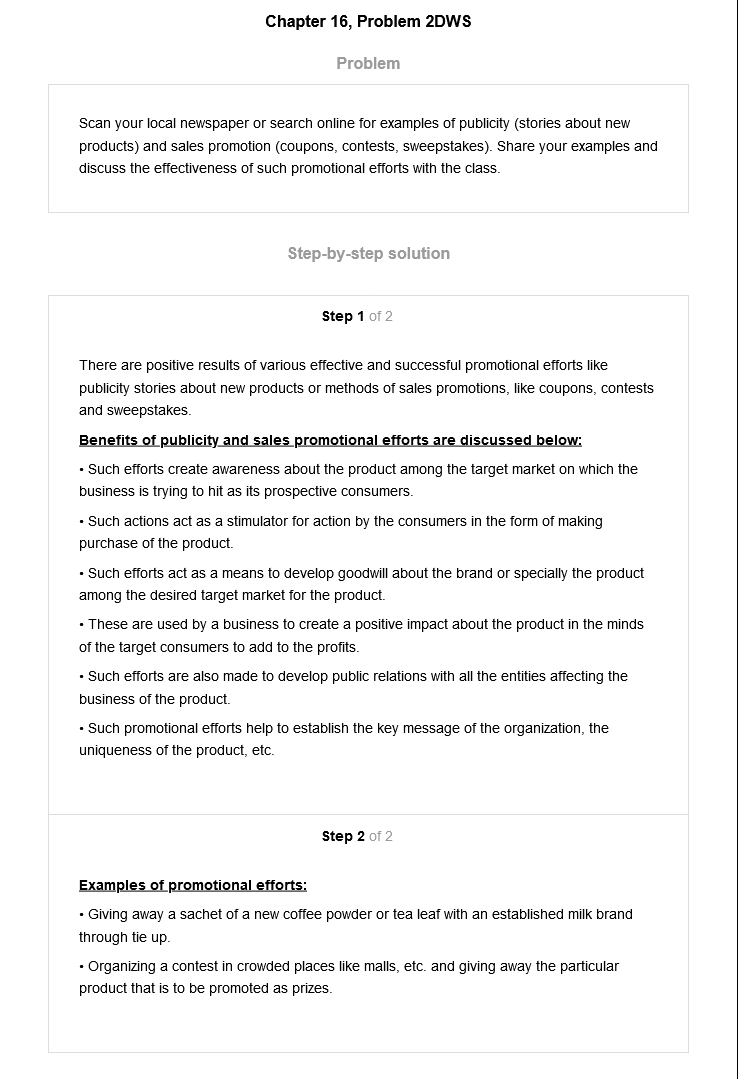 Chapter 16, Problem 2DWS
Problem
Scan your local newspaper or search online for examples of publicity (stories about new
products) and sales promotion (coupons, contests, sweepstakes). Share your examples and
discuss the effectiveness of such promotional efforts with the class.
Step-by-step solution
Step 1 of 2
There are positive results of various effective and successful promotional efforts like
publicity stories about new products or methods of sales promotions, like coupons, contests
and sweepstakes.
Benefits of publicity and sales promotional efforts are discussed below:
• Such efforts create awareness about the product among the target market on which the
business is trying to hit as its prospective consumers.
• Such actions act as a stimulator for action by the consumers in the form of making
purchase of the product.
• Such efforts act as a means to develop goodwill about the brand or specially the product
among the desired target market for the product.
• These are used by a business to create a positive impact about the product in the minds
of the target consumers to add to the profits.
• Such efforts are also made to develop public relations with all the entities affecting the
business of the product.
• Such promotional efforts help to establish the key message of the organization, the
uniqueness of the product, etc.
Step 2 of 2
Examples of promotional efforts:
• Giving away a sachet of a new coffee powder or tea leaf with an established milk brand
through tie up.
• Organizing a contest in crowded places like malls, etc. and giving away the particular
product that is to be promoted as prizes.